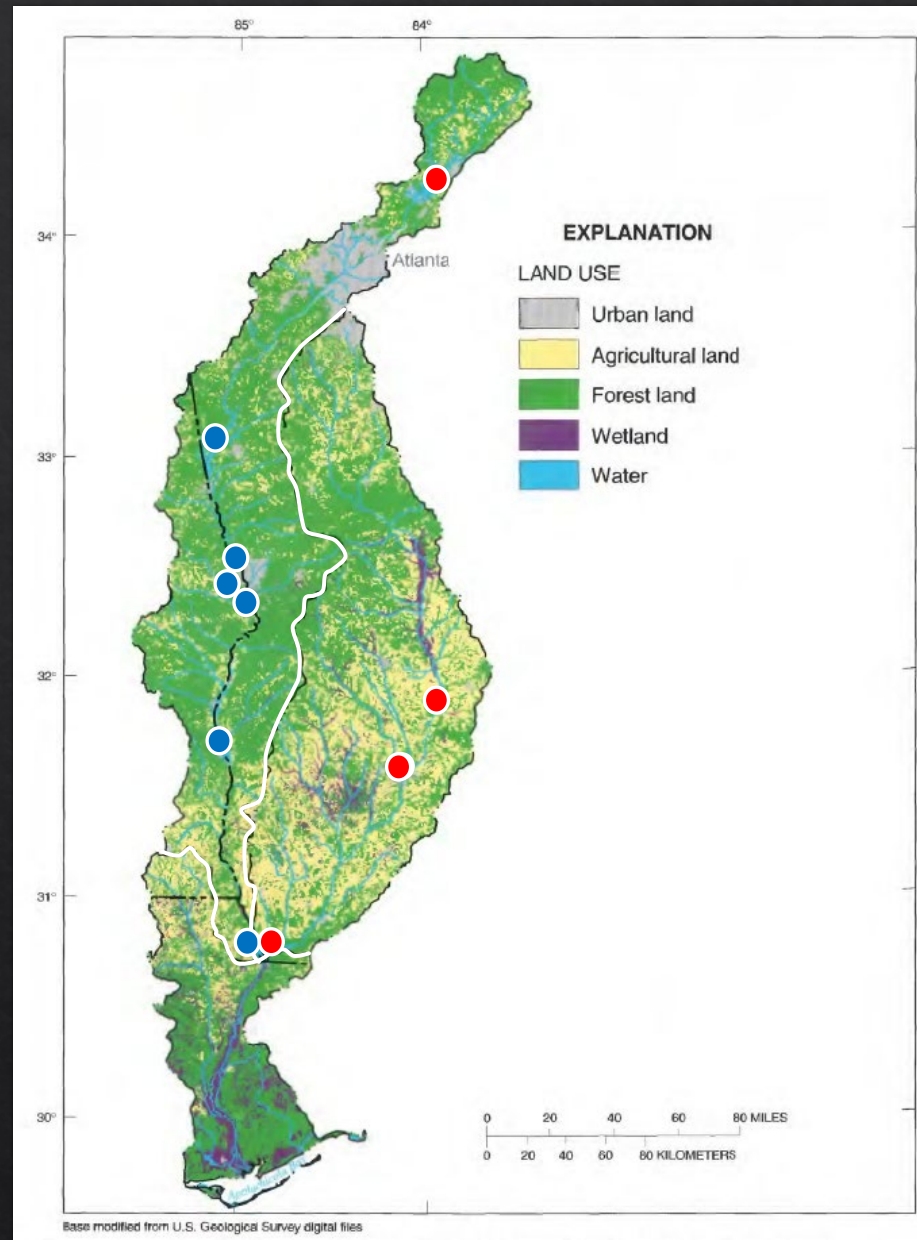 85° 84°
34°
Atlanta
EXPLANATION
LAND USE
Urban land
Agricultural land
Forest land
Wetland
Water
33°
32°
31°
30°
0 20 40 60 80 MILES
0 20 40 60 80 KILOMETERS
Apalachicola Bay
Base modified from U.S. Geological Survey digital files